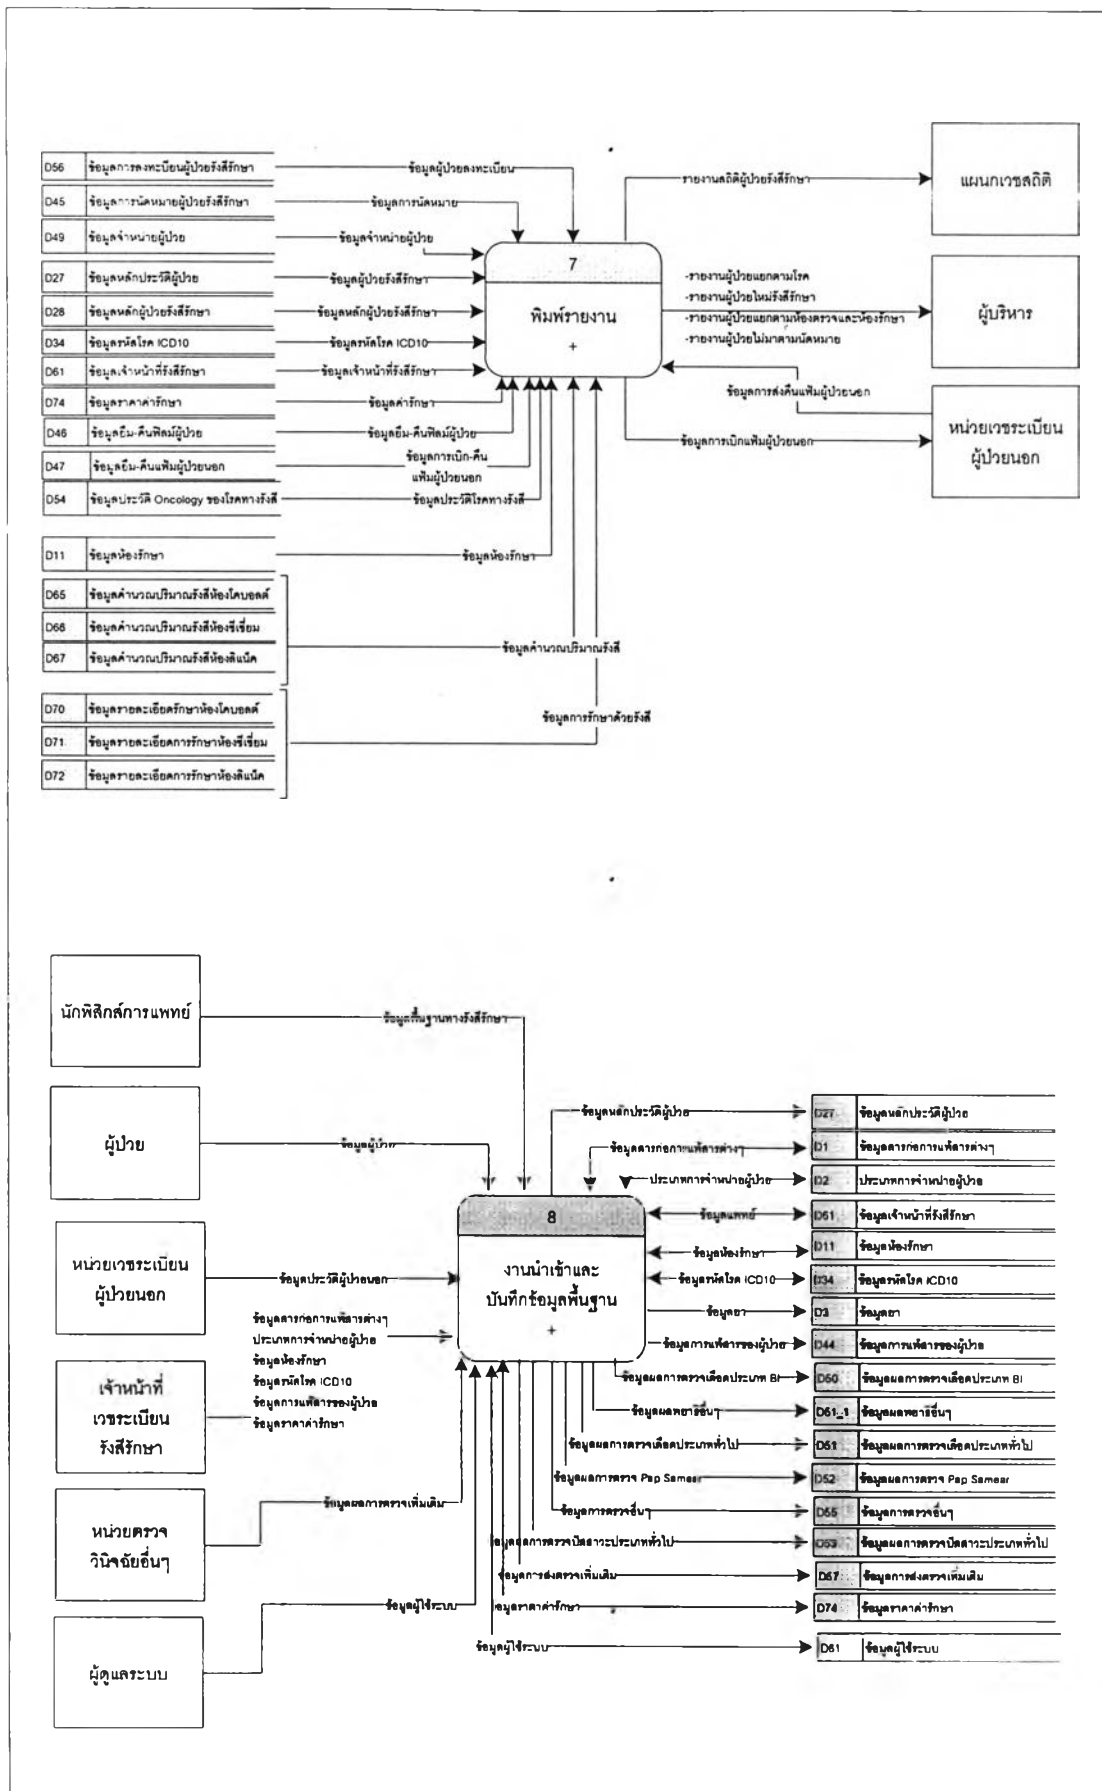 D56 ข้อมูลการลงทะเบียนผู้ป่วยรังสีรักษา
ข้อมูลผู้ป่วยลงทะเบียน
D45 ข้อมูลการนัดหมายผู้ป่วยรังสีรักษา
ข้อมูลการนัดหมาย
D49 ข้อมูลจำหน่ายผู้ป่วย
ข้อมูลจำหน่ายผู้ป่วย
D27 ข้อมูลหลักประวัติผู้ป่วย
ข้อมูลผู้ป่วยรังสีรักษา
D28 ข้อมูลหลักผู้ป่วยรังสีรักษา
ข้อมูลหลักผู้ป่วยรังสีรักษา
D34 ข้อมูลรหัสโรค ICD10
ข้อมูลรหัสโรค ICD10
D61 ข้อมูลเจ้าหน้าที่รังสีรักษา
ข้อมูลเจ้าหน้าที่รังสีรักษา
D74 ข้อมูลราคาค่ารักษา
ข้อมูลค่ารักษา
D46 ข้อมูลยืม-คืนฟิลม์ผู้ป่วย
ข้อมูลยืม-คืนฟิลม์ผู้ป่วย
D47 ข้อมูลยืม-คืนแฟ้มผู้ป่วยนอก
ข้อมูลการเบิก-คืน
แฟ้มผู้ป่วยนอก
D54 ข้อมูลประวัติ Oncology ของโรคทางรังสี
ข้อมูลประวัติโรคทางรังสี
D11 ข้อมูลห้องรักษา
ข้อมูลห้องรักษา
D65 ข้อมูลคำนวณปริมาณรังสีห้องโคบอลต์
D66 ข้อมูลคำนวณปริมาณรังสีห้องซีเซี่ยม
D67 ข้อมูลคำนวณปริมาณรังสีห้องลิแน็ค
ข้อมูลคำนวณปริมาณรังสี
D70 ข้อมูลรายละเอียดรักษาห้องโคบอลต์
D71 ข้อมูลรายละเอียดการรักษาห้องซีเซี่ยม
D72 ข้อมูลรายละเอียดการรักษาห้องลิแน็ค
ข้อมูลการรักษาด้วยรังสี
7
พิมพ์รายงาน
+
รายงานสถิติผู้ป่วยรังสีรักษา
แผนกเวชสถิติ
-รายงานผู้ป่วยแยกตามโรค
-รายงานผู้ป่วยใหม่รังสีรักษา
-รายงานผู้ป่วยแยกตามห้องตรวจและห้องรักษา
-รายงานผู้ป่วยไม่มาตามนัดหมาย
ผู้บริหาร
ข้อมูลการส่งคืนแฟ้มผู้ป่วยนอก
ข้อมูลการเบิกแฟ้มผู้ป่วยนอก
หน่วยเวชระเบียน
ผู้ป่วยนอก
นักฟิสิกส์การแพทย์
ข้อมูลพื้นฐานทางรังสีรักษา
ผู้ป่วย
ข้อมูลผู้ป่วย
หน่วยเวชระเบียน
ผู้ป่วยนอก
ข้อมูลประวัติผู้ป่วยนอก
เจ้าหน้าที่
เวชระเบียน
รังสีรักษา
ข้อมูลสารก่อการแพ้สารต่างๆ
ประเภทการจำหน่ายผู้ป่วย
ข้อมูลห้องรักษา
ข้อมูลรหัสโรค ICD10
ข้อมูลการแพ้สารของผู้ป่วย
ข้อมูลราคาค่ารักษา
หน่วยตรวจ
วินิจฉัยอื่นๆ
ข้อมูลผลการตรวจเพิ่มเติม
ผู้ดูแลระบบ
ข้อมูลผู้ใช้ระบบ
8
งานนำเข้าและ
บันทึกข้อมูลพื้นฐาน
+
ข้อมูลหลักประวัติผู้ป่วย
D27 ข้อมูลหลักประวัติผู้ป่วย
ข้อมูลสารก่อการแพ้สารต่างๆ
D1 ข้อมูลสารก่อการแพ้สารต่างๆ
ประเภทการจำหน่ายผู้ป่วย
D2 ประเภทการจำหน่ายผู้ป่วย
ข้อมูลแพทย์
D61 ข้อมูลเจ้าหน้าที่รังสีรักษา
ข้อมูลห้องรักษา
D11 ข้อมูลห้องรักษา
ข้อมูลรหัสโรค ICD10
D34 ข้อมูลรหัสโรค ICD10
ข้อมูลยา
D3 ข้อมูลยา
ข้อมูลการแพ้สารของผู้ป่วย
D44 ข้อมูลการแพ้สารของผู้ป่วย
ข้อมูลผลการตรวจเลือดประเภท BI
D50 ข้อมูลผลการตรวจเลือดประเภท BI
ข้อมูลผลพยาธิอื่นๆ
D51_1 ข้อมูลผลพยาธิอื่นๆ
ข้อมูลผลการตรวจเลือดประเภททั่วไป
D51 ข้อมูลผลการตรวจเลือดประเภททั่วไป
ข้อมูลผลการตรวจ Pap Samear
D52 ข้อมูลผลการตรวจ Pap Samear
ข้อมูลการตรวจอื่นๆ
D55 ข้อมูลการตรวจอื่นๆ
ข้อมูลผลการตรวจปัสสาวะประเภททั่วไป
D53 ข้อมูลผลการตรวจปัสสาวะประเภททั่วไป
ข้อมูลการส่งตรวจเพิ่มเติม
D57 ข้อมูลการส่งตรวจเพิ่มเติม
ข้อมูลราคาค่ารักษา
D74 ข้อมูลราคาค่ารักษา
ข้อมูลผู้ใช้ระบบ
D61 ข้อมูลผู้ใช้ระบบ